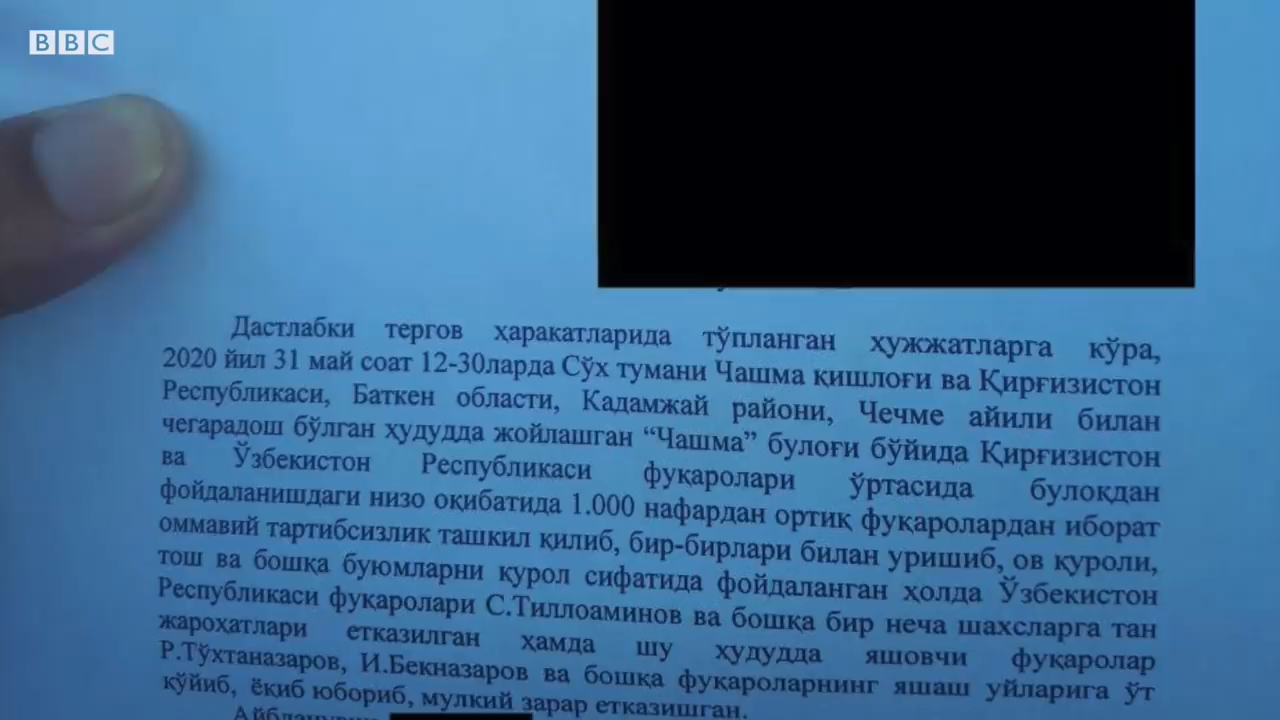 BBC
Дастлабки тергов ҳаракатларида тўпланган ҳужжатларга кўра,
2020 йил 31 май соат 12-30ларда Сўх тумани Чашма қишлоғи ва Қирғизистон
Республикаси, Баткен области, Кадамжай райони, Чечме айили билан
чегарадош бўлган ҳудудда жойлашган “Чашма” булоғи бўйида Қирғизистон
ва Ўзбекистон Республикаси фуқаролари ўртасида булоқдан
фойдаланишдаги низо оқибатида 1.000 нафардан ортиқ фуқаролардан иборат
оммавий тартибсизлик ташкил қилиб, бир-бирлари билан уришиб, ов қуроли,
тош ва бошқа буюмларни қурол сифатида фойдаланган ҳолда Ўзбекистон
Республикаси фуқаролари С.Тиллоаминов ва бошқа бир неча шахсларга тан
жароҳатлари етказилган ҳамда шу ҳудудда яшовчи фуқаролар
Р.Тўхтаназаров, И.Бекназаров ва бошқа фуқароларнинг яшаш уйларига ўт
қўйиб, ёқиб юбориб, мулкий зарар етказишган.